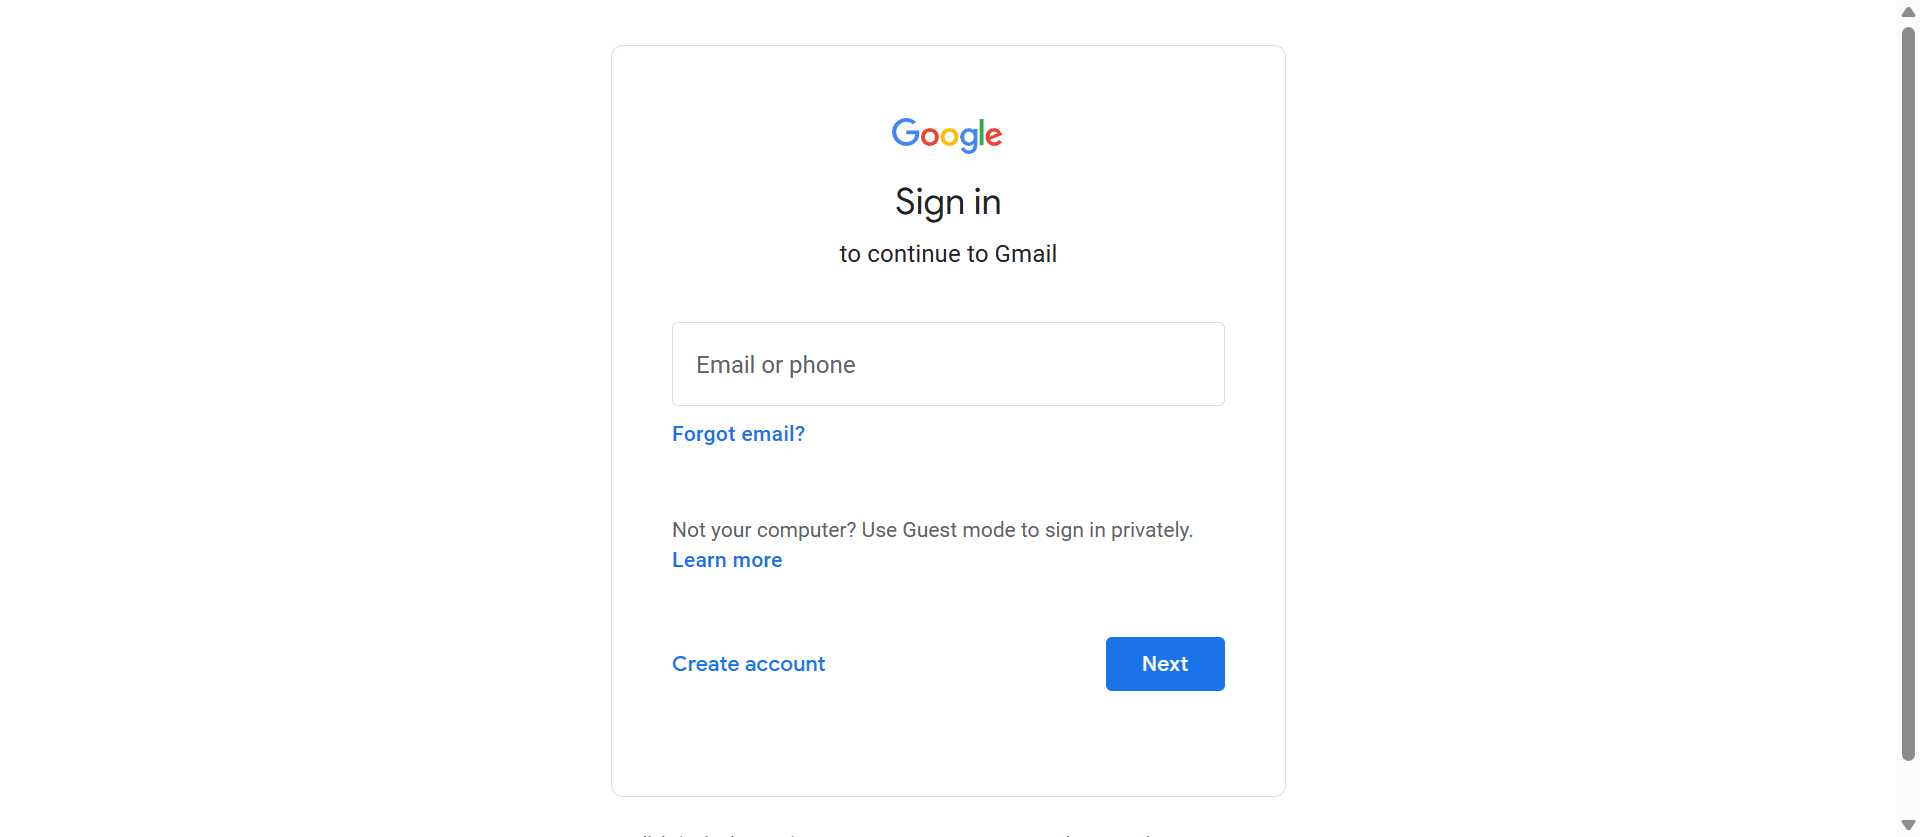 Google
Sign in
to continue to Gmail
Email or phone
Forgot email?
Not your computer? Use Guest mode to sign in privately.
Learn more
Create account
Next